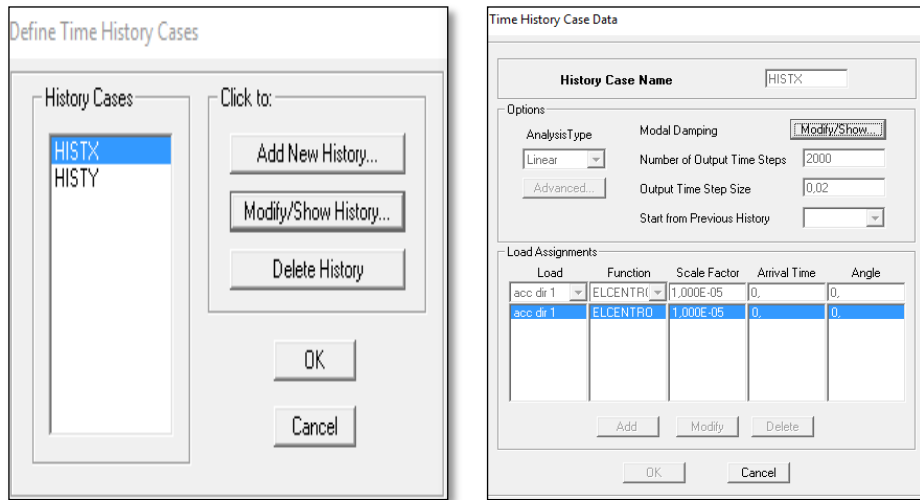 Define Time History Cases
History Cases
HISTX
HISTY
Click to:
Add New History...
Modify/Show History...
Delete History
OK
Cancel
Time History Case Data
History Case Name HISTX
Options
AnalysisType
Linear
Advanced...
Modal Damping Modify/Show...
Number of Output Time Steps 2000
Output Time Step Size 0,02
Start from Previous History
Load Assignments
Load Function Scale Factor Arrival Time Angle
acc dir 1 ELCENTR( 1,000E-05 0, 0,
acc dir 1 ELCENTRO 1,000E-05 0, 0,
Add Modify Delete
OK Cancel